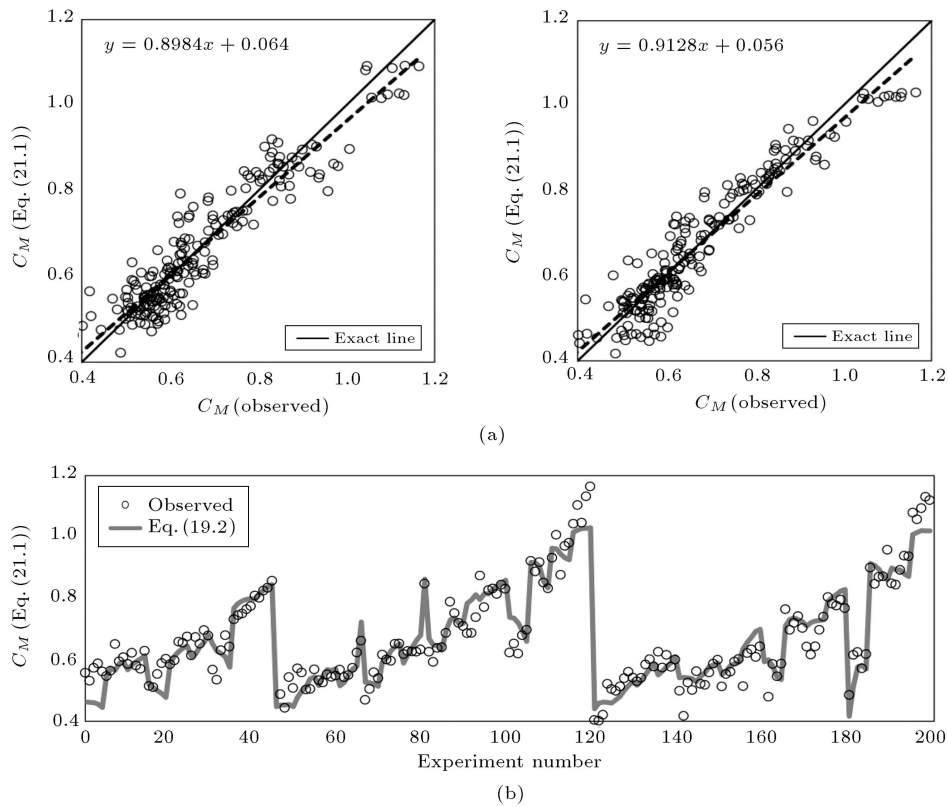 1.2
1.0
0.8
0.6
0.4
C_M (Eq. (21.1))
y = 0.8984x + 0.064
Exact line
0.4 0.6 0.8 1.0 1.2
C_M (observed)
1.2
1.0
0.8
0.6
0.4
C_M (Eq. (21.1))
y = 0.9128x + 0.056
Exact line
0.4 0.6 0.8 1.0 1.2
C_M (observed)
(a)
1.2
1.0
0.8
0.6
0.4
C_M (Eq. (21.1))
Observed
Eq. (19.2)
0 20 40 60 80 100 120 140 160 180 200
Experiment number
(b)